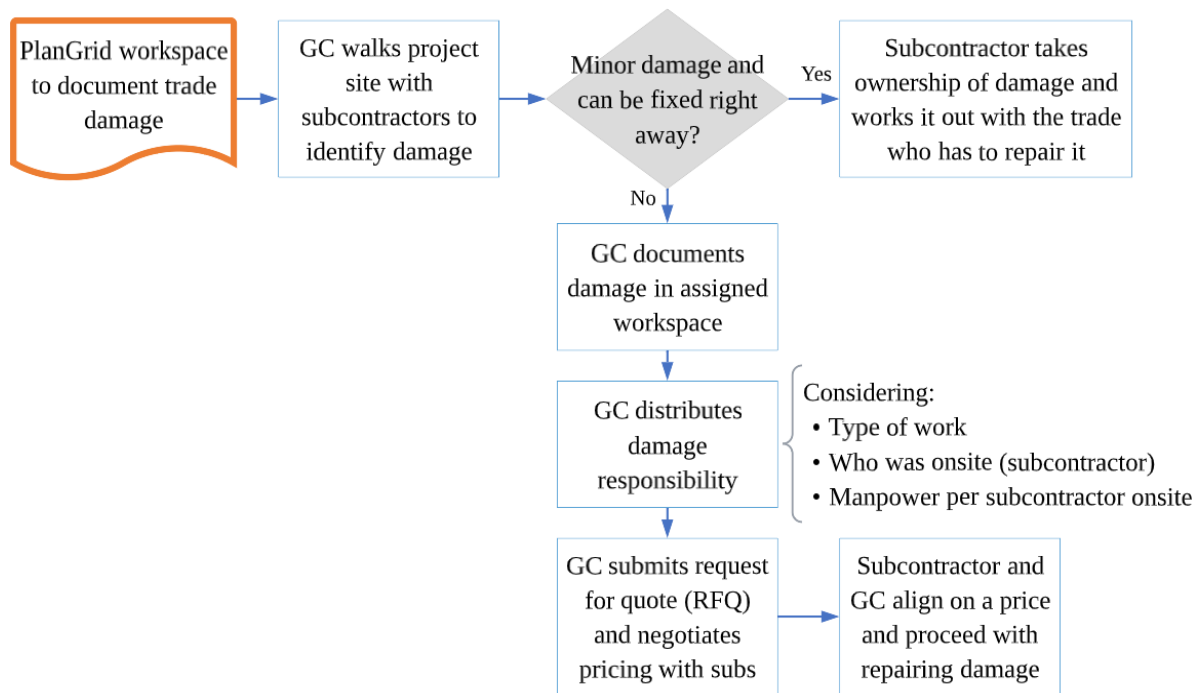 PlanGrid workspace
to document trade
damage
GC walks project
site with
subcontractors to
identify damage
Minor damage and
can be fixed right
away?
Yes
Subcontractor takes
ownership of damage and
works it out with the trade
who has to repair it
No
GC documents
damage in assigned
workspace
GC distributes
damage
responsibility
Considering:
• Type of work
• Who was onsite (subcontractor)
• Manpower per subcontractor onsite
GC submits request
for quote (RFQ)
and negotiates
pricing with subs
Subcontractor and
GC align on a price
and proceed with
repairing damage